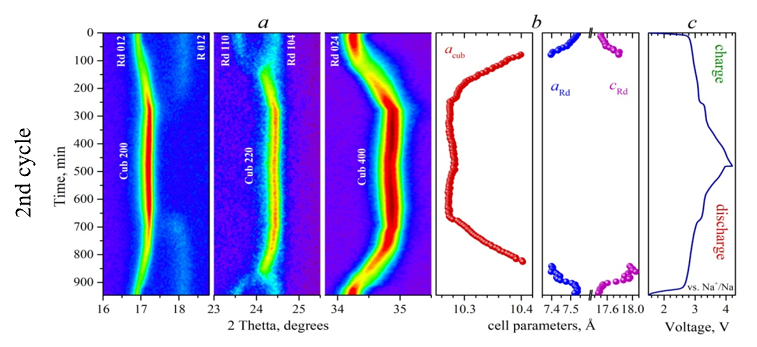 a
b
c
2nd cycle
Time, min
0
100
200
300
400
500
600
700
800
900
Rd 012
R 012
Cub 200
Rd 110
Rd 104
Cub 220
Rd 024
Cub 400
a cub
a Rd
c Rd
charge
discharge
vs. Na⁺/Na
16 17 18 23 24 25 34 35 10.3 10.4 7.4 7.5 17.6 18.0 2 3 4
2 Thetta, degrees
cell parameters, Å
Voltage, V